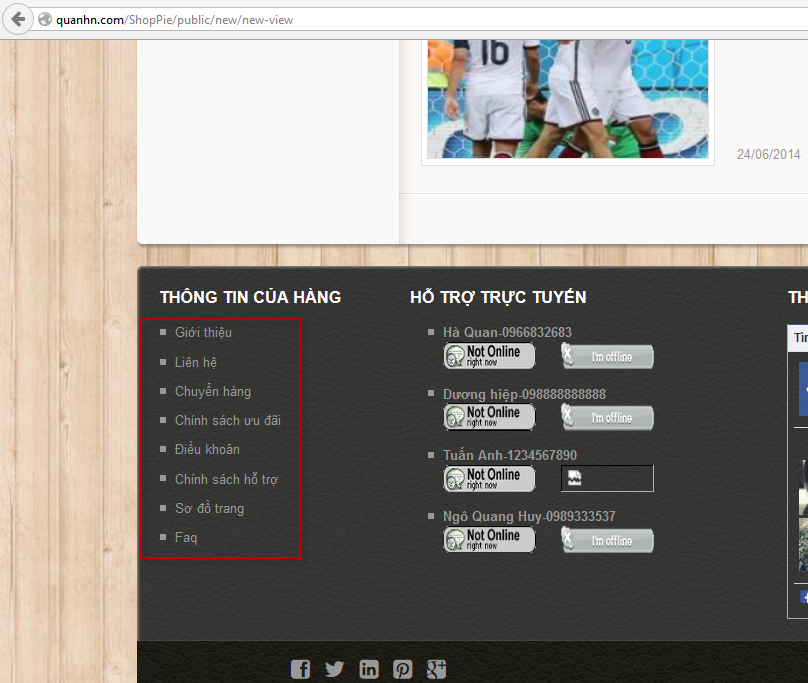 quanhn.com/ShopPie/public/new/new-view
16
24/06/2014
THÔNG TIN CỦA HÀNG
Giới thiệu
Liên hệ
Chuyển hàng
Chính sách ưu đãi
Điều khoản
Chính sách hỗ trợ
Sơ đồ trang
Faq
HỖ TRỢ TRỰC TUYẾN
Hà Quan-0966832683
Not Online
right now
I'm offline
Dương hiệp-098888888888
Not Online
right now
I'm offline
Tuấn Anh-1234567890
Not Online
right now
Ngô Quang Huy-0989333537
Not Online
right now
I'm offline
TH